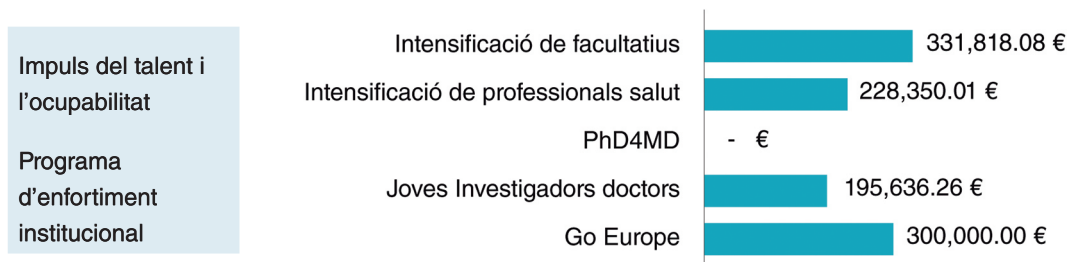 Impuls del talent i
l’ocupabilitat
Programa
d’enfortiment
institucional
Intensificació de facultatius 331,818.08 €
Intensificació de professionals salut 228,350.01 €
PhD4MD - €
Joves Investigadors doctors 195,636.26 €
Go Europe 300,000.00 €